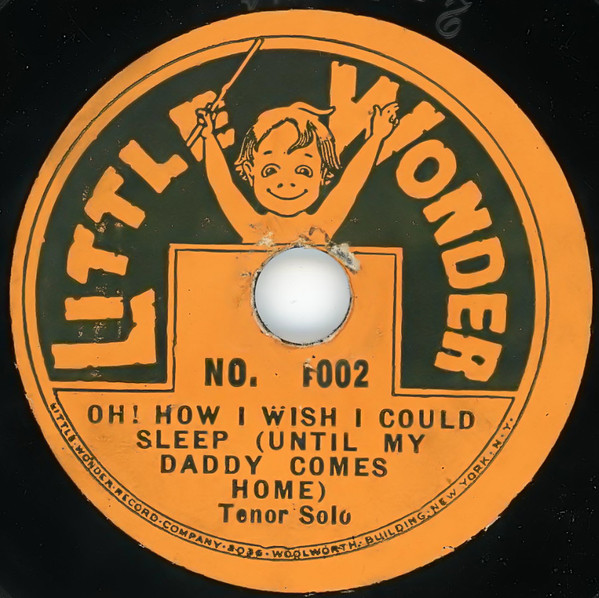 LITTLE WONDER
NO. 1002
OH! HOW I WISH I COULD
SLEEP (UNTIL MY
DADDY COMES
HOME)
Tenor Solo
LITTLE·WONDER·RECORD·COMPANY·2036·WOOLWORTH·BUILDING·NEW YORK·N·Y·